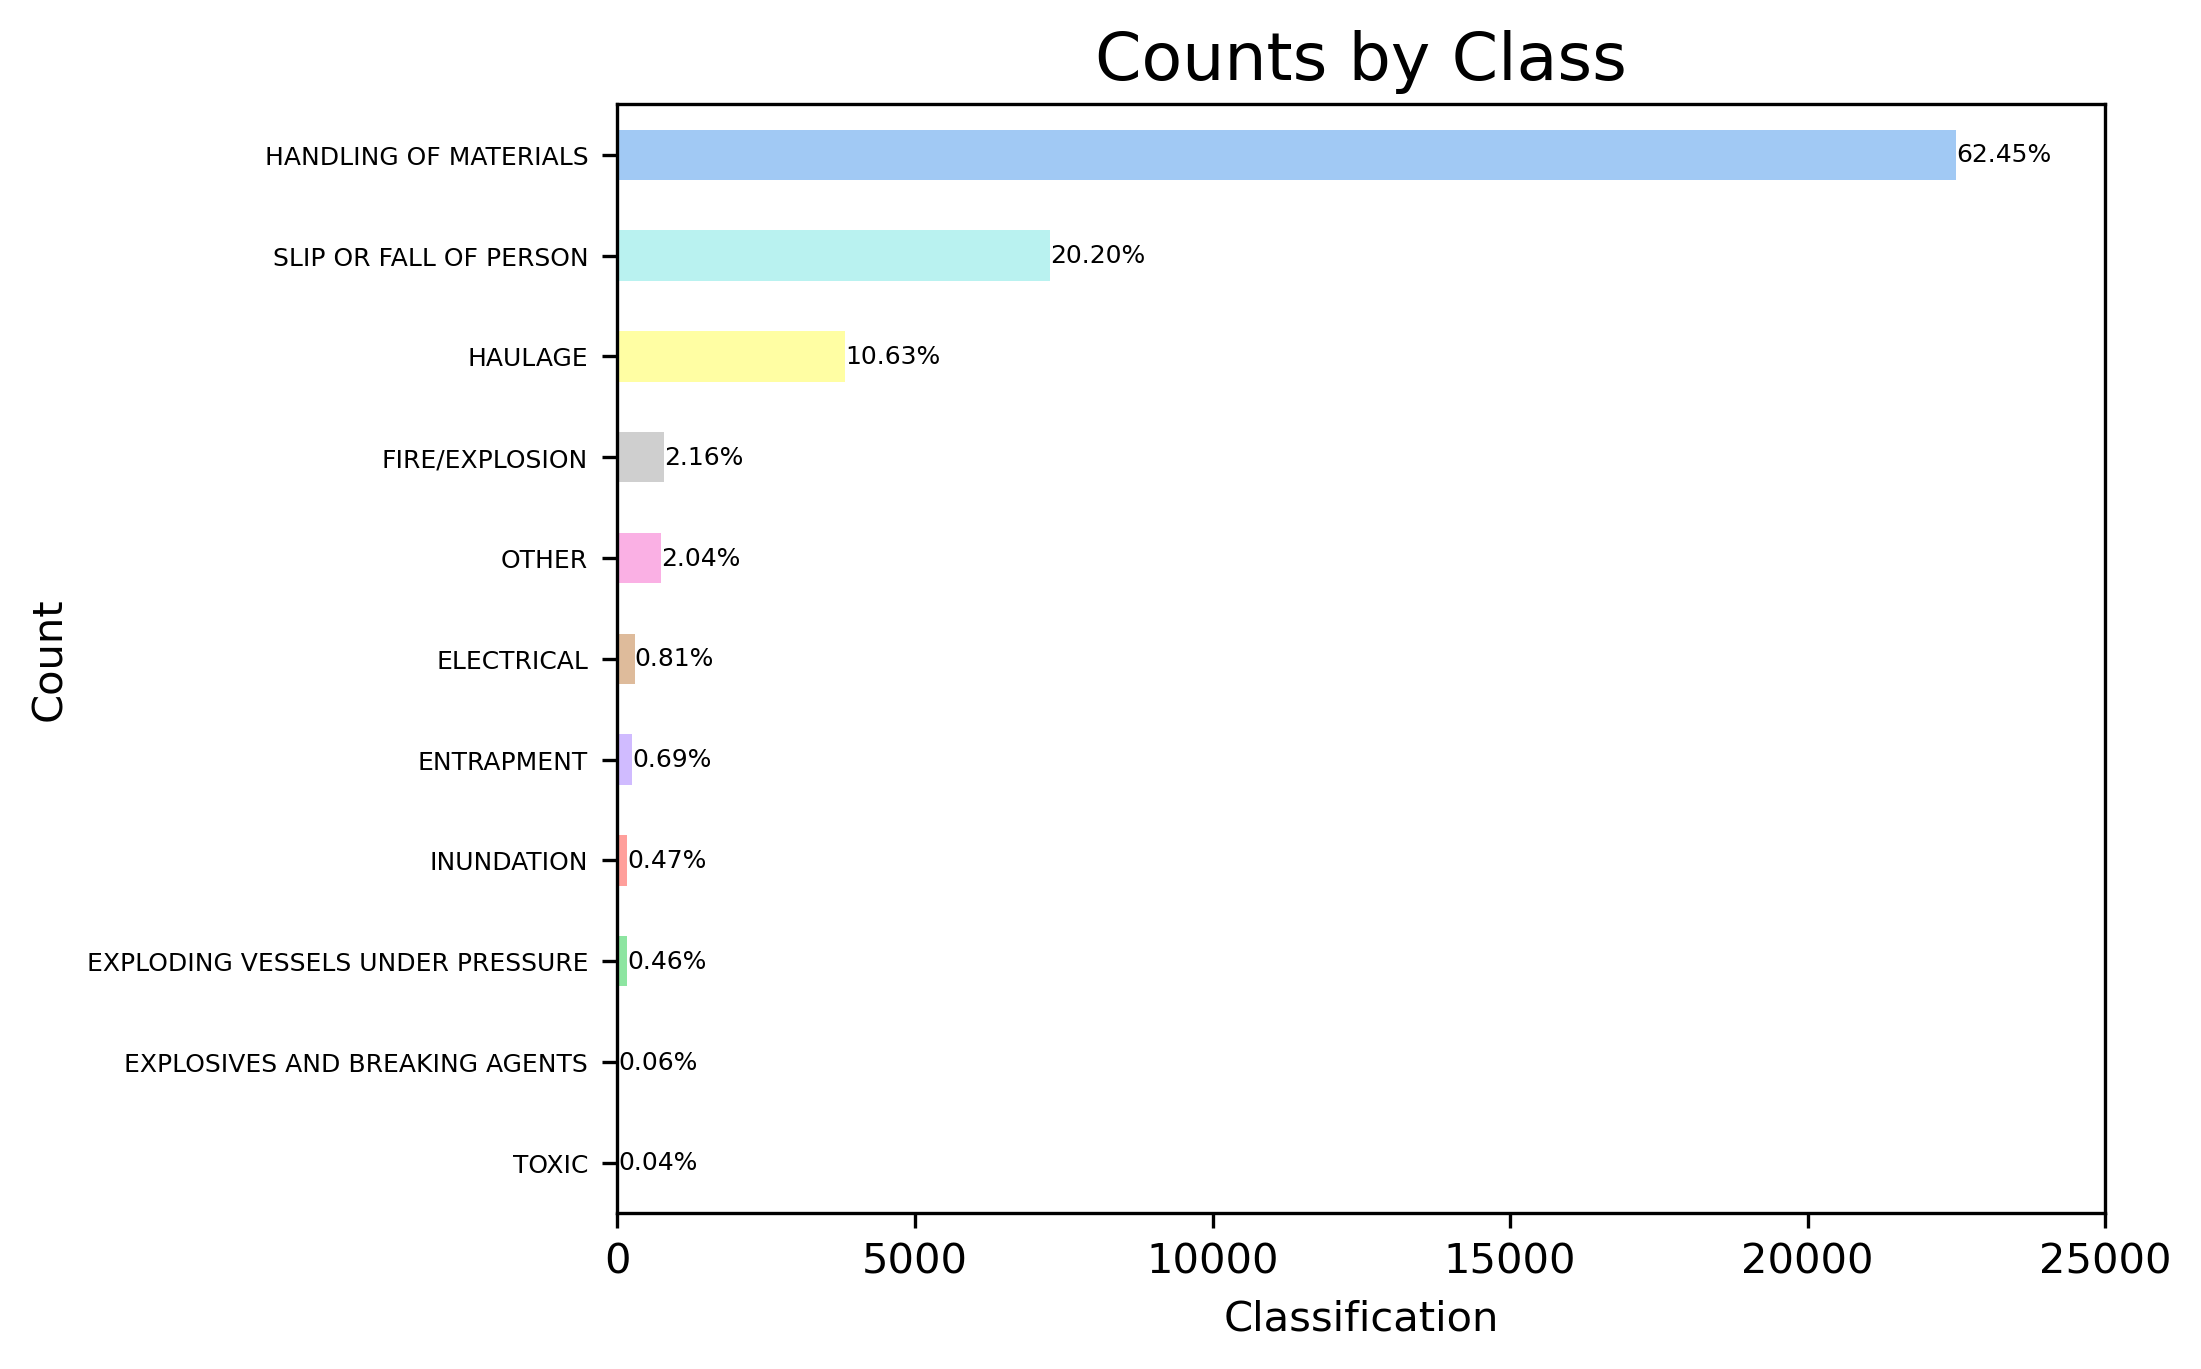 Counts by Class
HANDLING OF MATERIALS
62.45%
SLIP OR FALL OF PERSON
20.20%
HAULAGE
10.63%
FIRE/EXPLOSION
2.16%
OTHER
2.04%
ELECTRICAL
0.81%
ENTRAPMENT
0.69%
INUNDATION
0.47%
EXPLODING VESSELS UNDER PRESSURE
0.46%
EXPLOSIVES AND BREAKING AGENTS
0.06%
TOXIC
0.04%
Count
0 5000 10000 15000 20000 25000
Classification